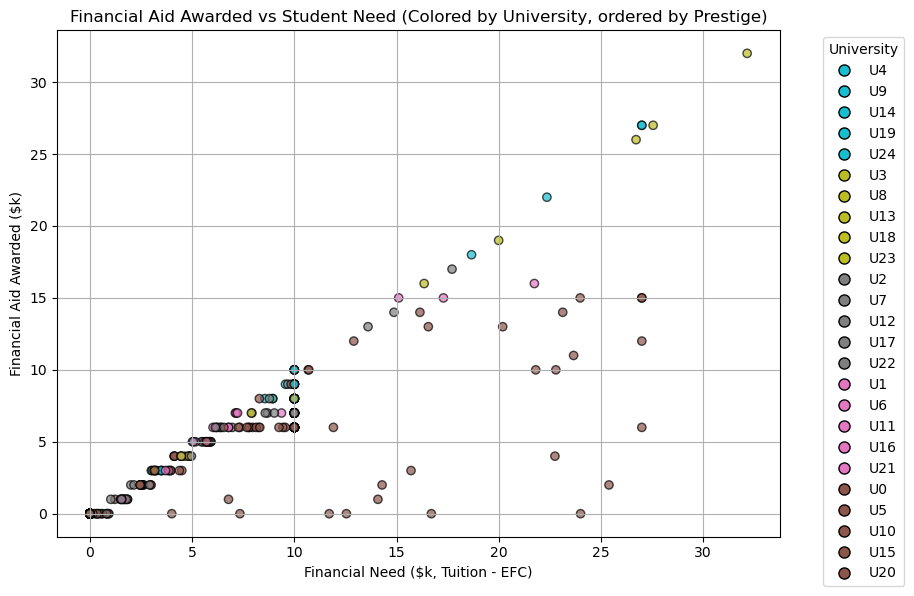 Financial Aid Awarded vs Student Need (Colored by University, ordered by Prestige)
Financial Aid Awarded ($k)
30
25
20
15
10
5
0
0 5 10 15 20 25 30
Financial Need ($k, Tuition - EFC)
University
U4
U9
U14
U19
U24
U3
U8
U13
U18
U23
U2
U7
U12
U17
U22
U1
U6
U11
U16
U21
U0
U5
U10
U15
U20